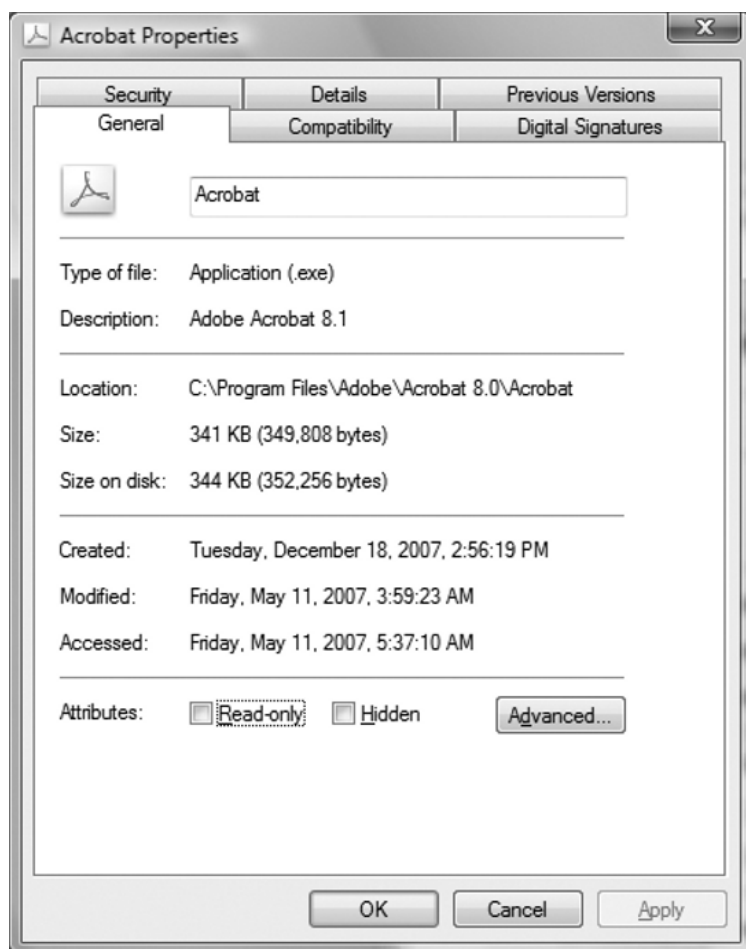 Acrobat Properties
X
Security Details Previous Versions
General Compatibility Digital Signatures
Acrobat
Type of file: Application (.exe)
Description: Adobe Acrobat 8.1
Location: C:\Program Files\Adobe\Acrobat 8.0\Acrobat
Size: 341 KB (349,808 bytes)
Size on disk: 344 KB (352,256 bytes)
Created: Tuesday, December 18, 2007, 2:56:19 PM
Modified: Friday, May 11, 2007, 3:59:23 AM
Accessed: Friday, May 11, 2007, 5:37:10 AM
Attributes: Read-only Hidden Advanced...
OK Cancel Apply